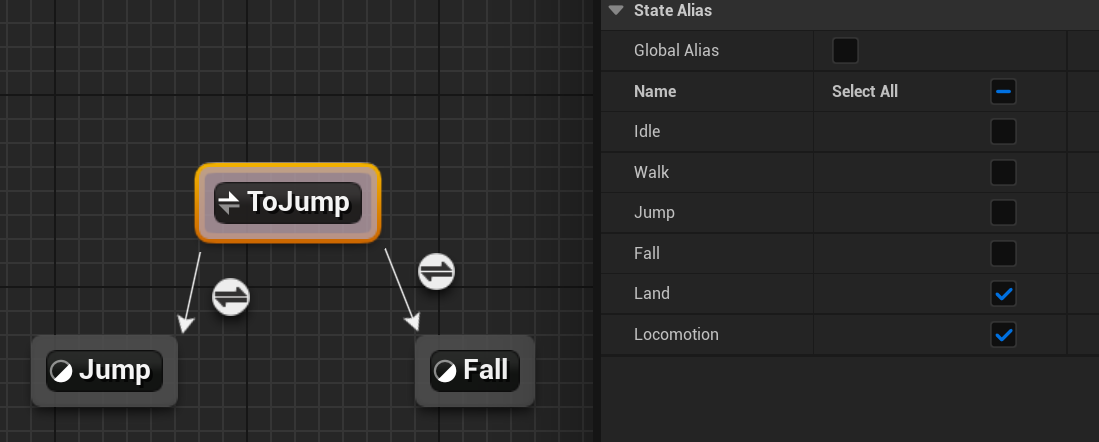 ToJump
Jump
Fall
State Alias
Global Alias
Name Select All
Idle
Walk
Jump
Fall
Land
Locomotion